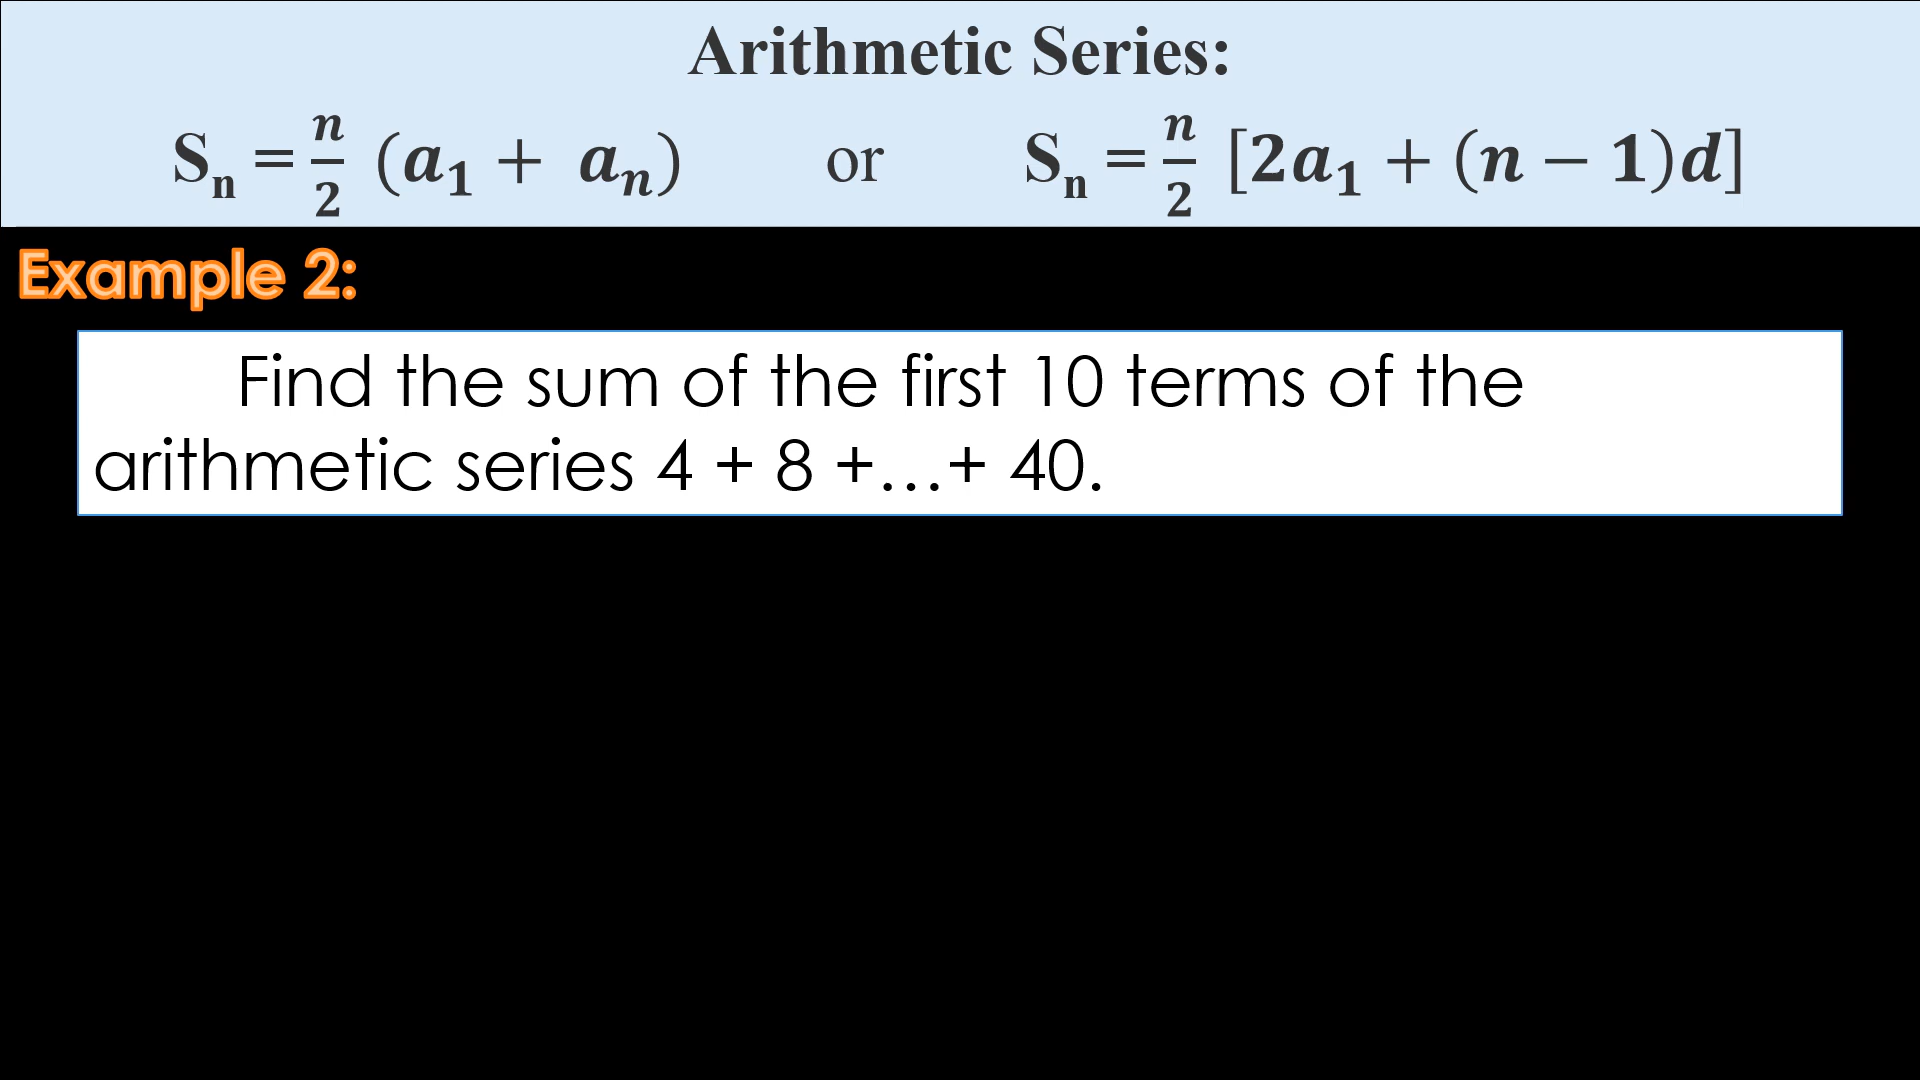 Arithmetic Series:
Sₙ = n/2 (a₁ + aₙ) or Sₙ = n/2 [2a₁ + (n − 1)d]
Example 2:
Find the sum of the first 10 terms of the
arithmetic series 4 + 8 +…+ 40.